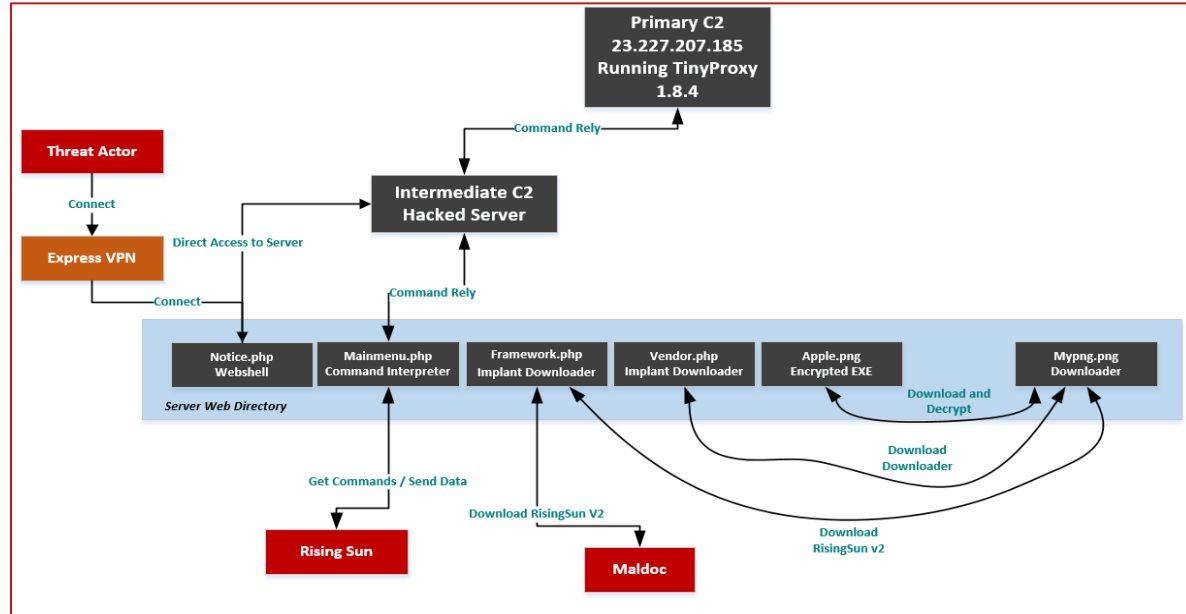 Primary C2
23.227.207.185
Running TinyProxy
1.8.4
Command Rely
Threat Actor
Connect
Intermediate C2
Hacked Server
Direct Access to Server
Express VPN
Connect
Command Rely
Notice.php
Webshell
Mainmenu.php
Command Interpreter
Framework.php
Implant Downloader
Vendor.php
Implant Downloader
Apple.png
Encrypted EXE
Mypng.png
Downloader
Server Web Directory
Download and
Decrypt
Download
Downloader
Get Commands / Send Data
Download RisingSun V2
Download
RisingSun v2
Rising Sun
Maldoc